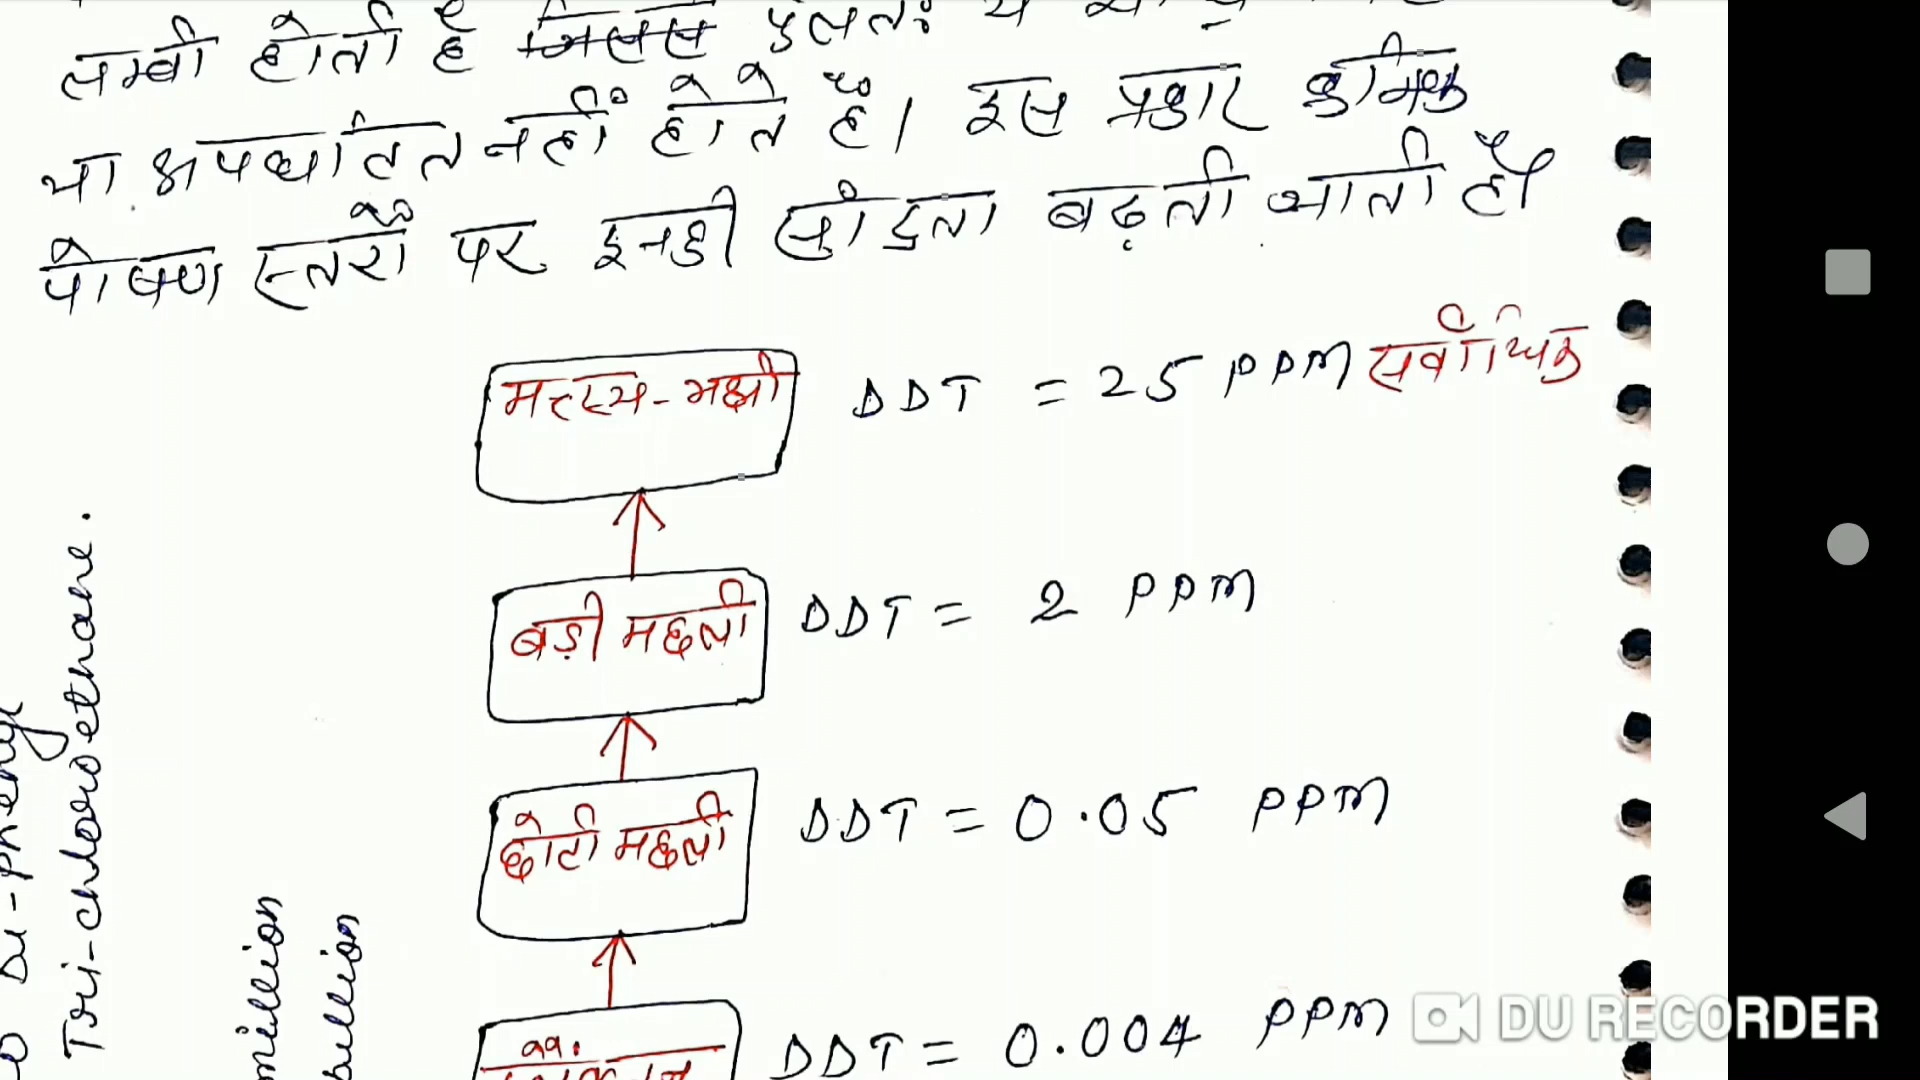 लम्बी होती है जिससे
या अपघटित नहीं होते हैं। इस प्रकार क्रमिक
पोषण स्तरों पर इनकी सांद्रता बढ़ती जाती है
मत्स्य-भक्षी DDT = 25 PPM सर्वाधिक
बड़ी मछली DDT = 2 PPM
छोटी मछली DDT = 0.05 PPM
DDT = 0.004 PPM
Tri-chloroethane.
million
billion
DU RECORDER